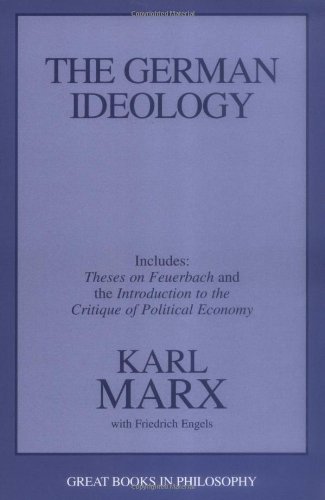 THE GERMAN
IDEOLOGY
Includes:
Theses on Feuerbach and
the Introduction to the
Critique of Political Economy
KARL
MARX
with Friedrich Engels
GREAT BOOKS IN PHILOSOPHY